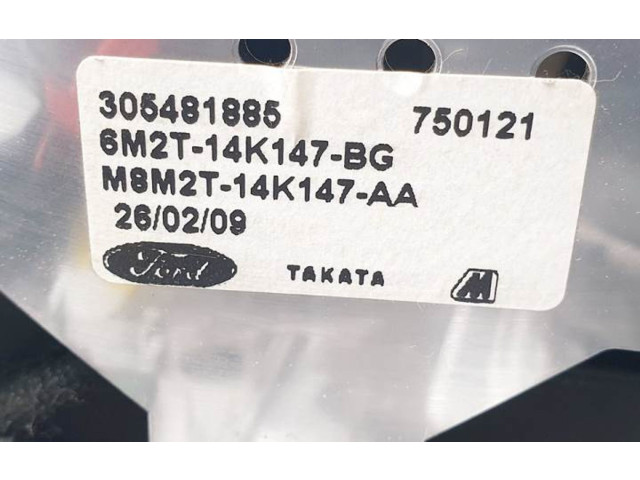 305481885 750121
6M2T-14K147-BG
M8M2T-14K147-AA
26/02/09
Ford TAKATA M